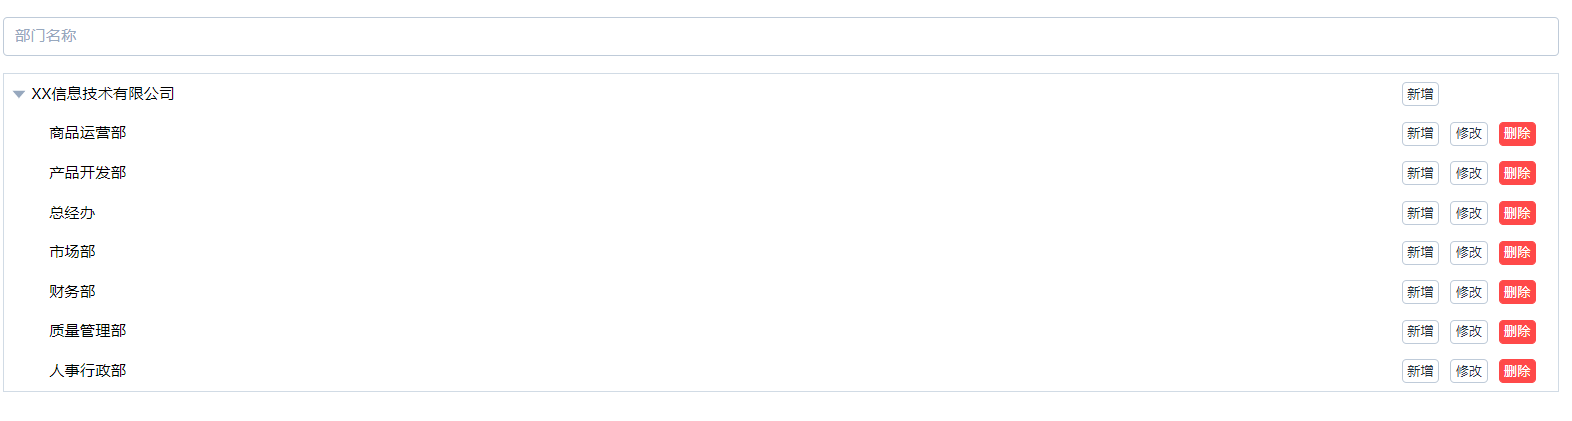 部门名称
XX信息技术有限公司 新增
商品运营部 新增 修改 删除
产品开发部 新增 修改 删除
总经办 新增 修改 删除
市场部 新增 修改 删除
财务部 新增 修改 删除
质量管理部 新增 修改 删除
人事行政部 新增 修改 删除